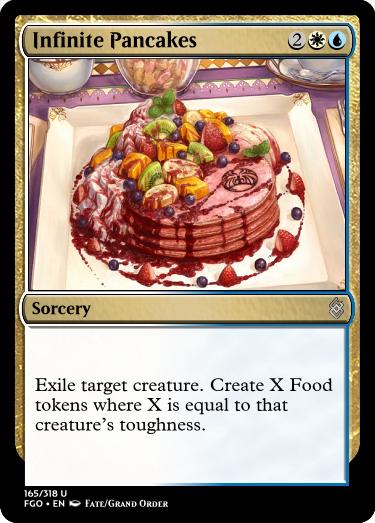 Infinite Pancakes 2
Sorcery
Exile target creature. Create X Food
tokens where X is equal to that
creature's toughness.
165/318 U
FGO • EN Fate/Grand Order